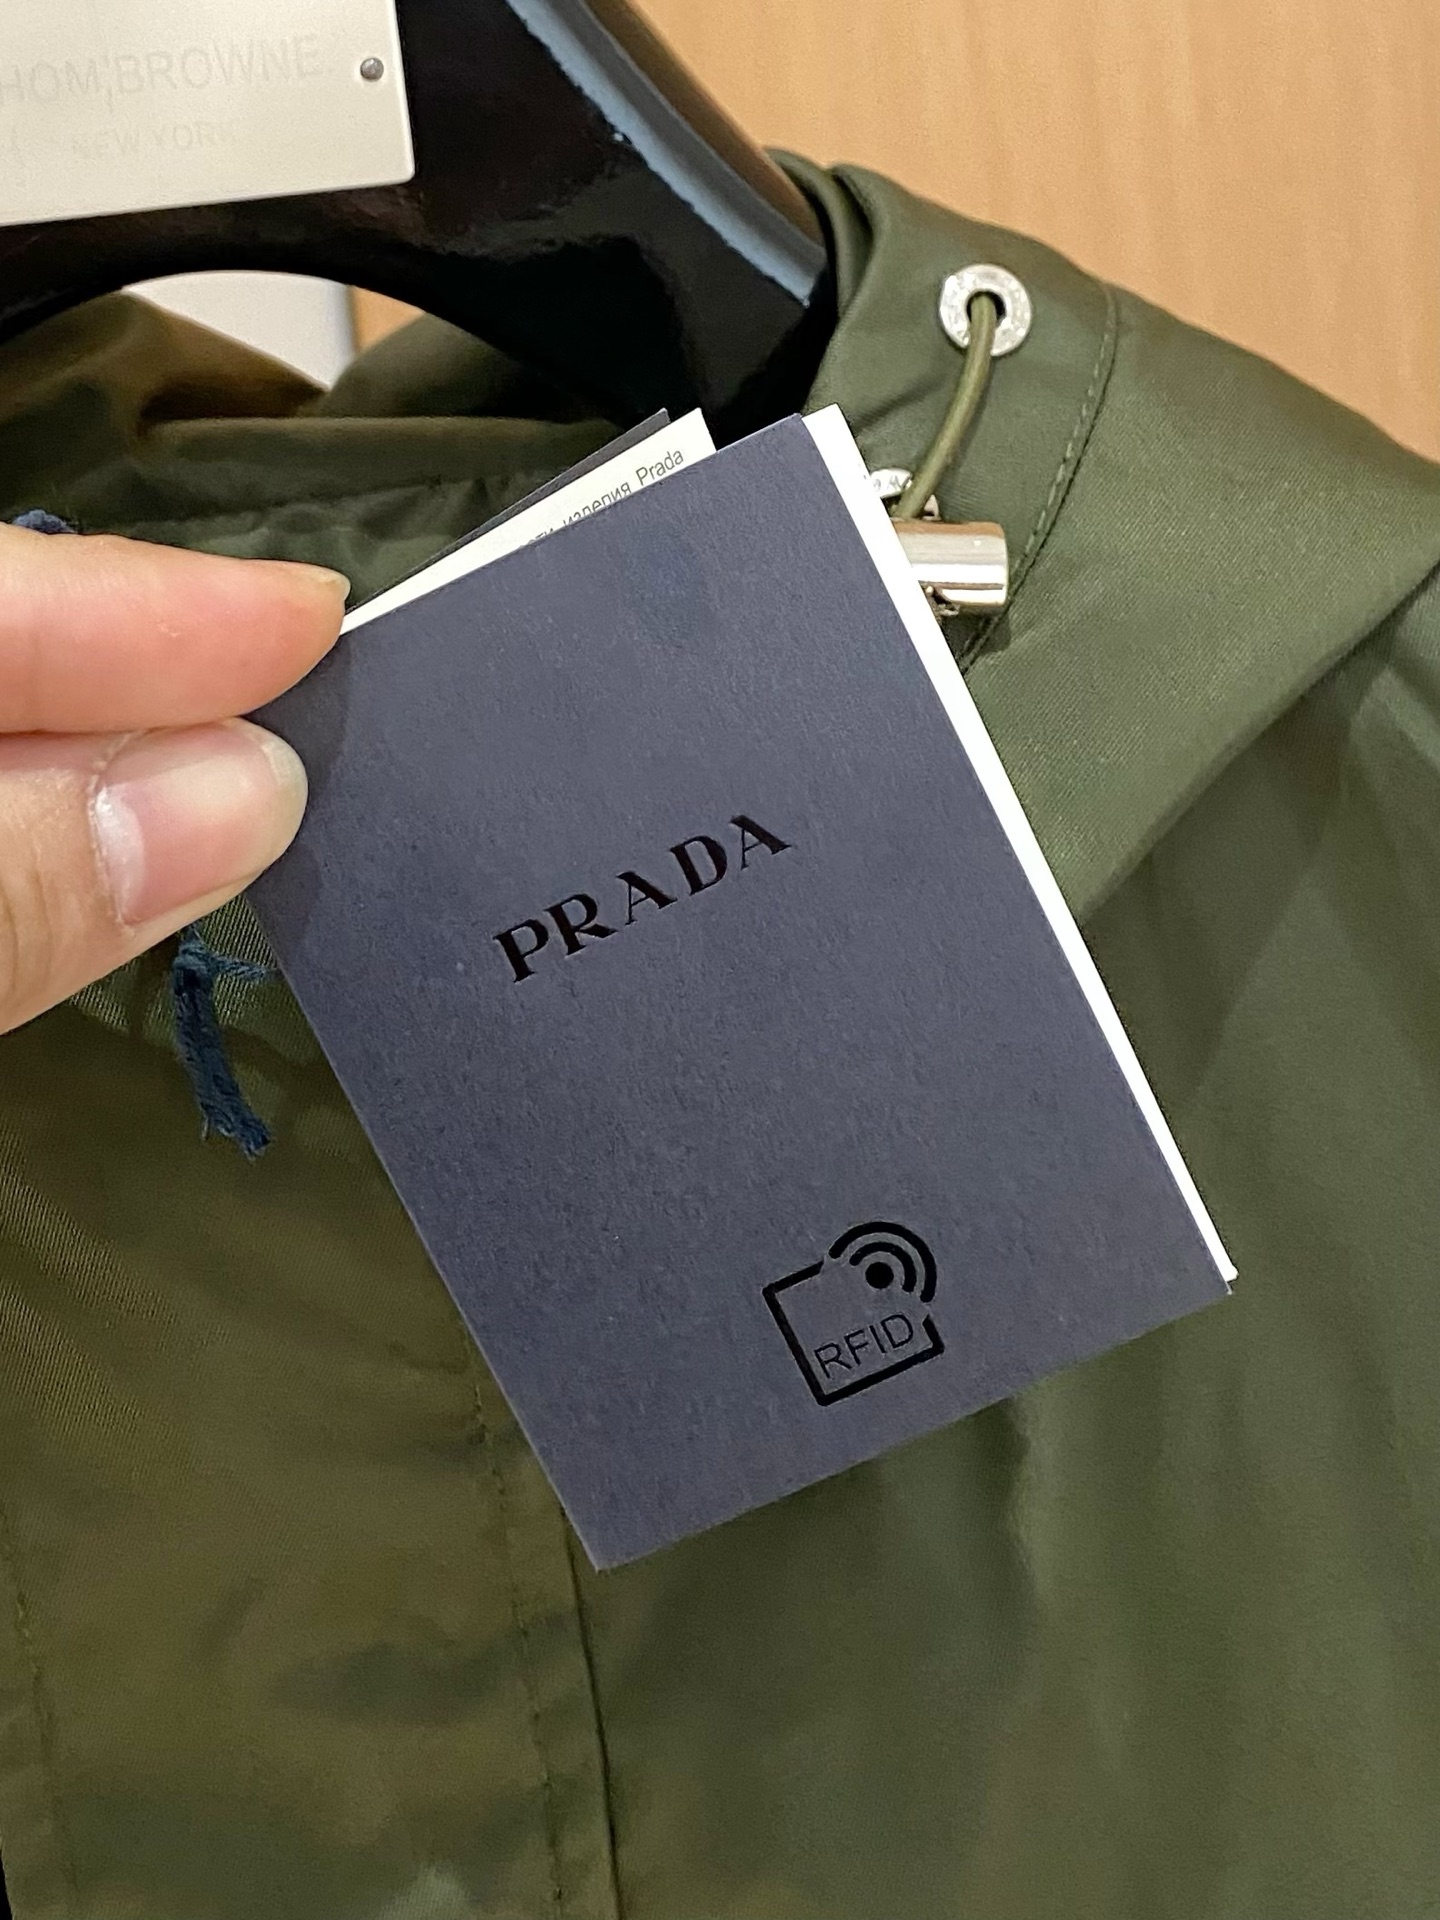 HOM BROWNE
NEW YORK
изделия Prada
PRADA
RFID